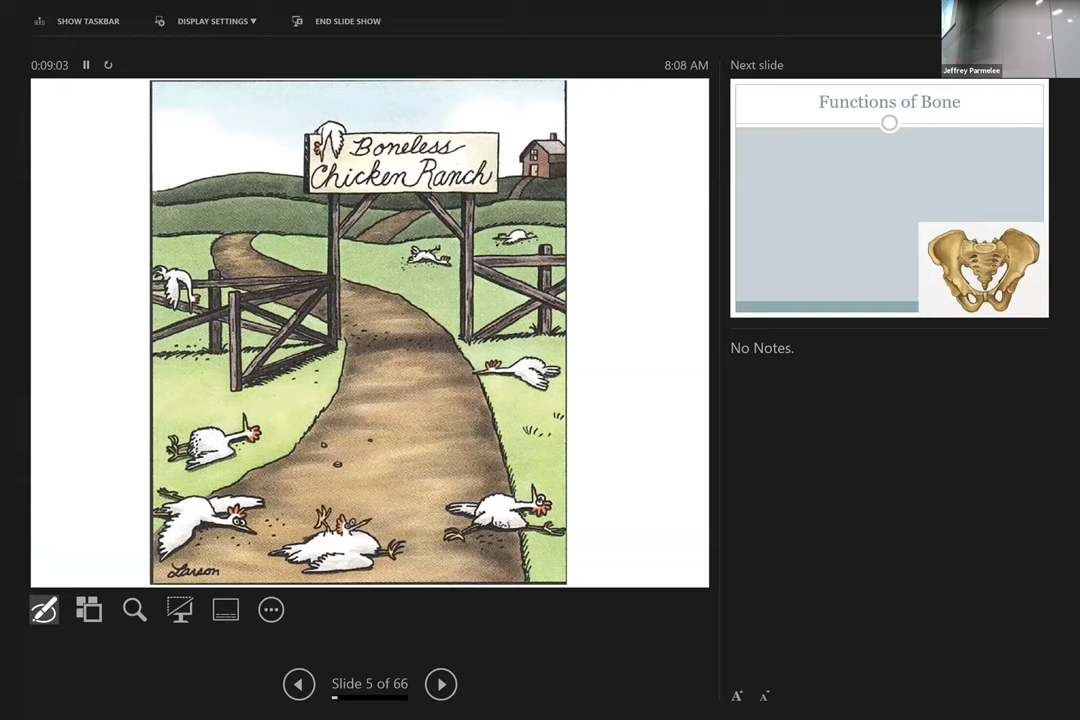 SHOW TASKBAR
DISPLAY SETTINGS ▼
END SLIDE SHOW
0:09:03
8:08 AM
Next slide
Jeffrey Parmelee
Boneless
Chicken Ranch
Larson
Functions of Bone
No Notes.
Slide 5 of 66
A A